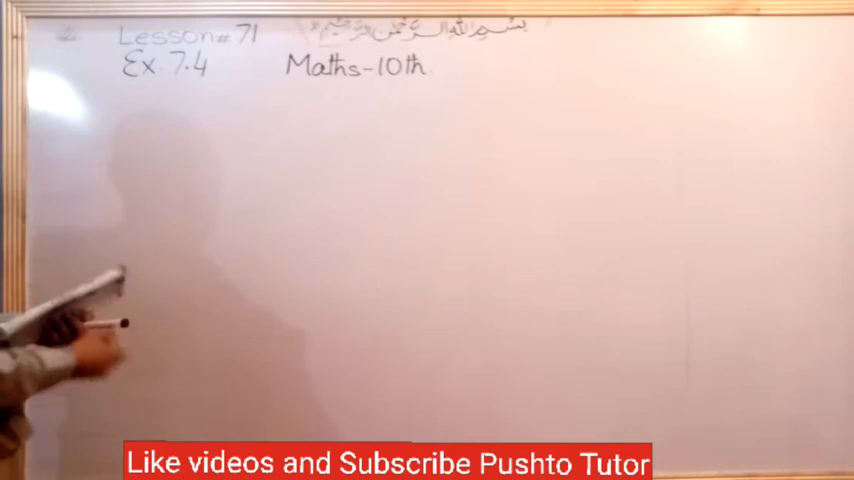 Lesson # 71 بسم الله الرحمن الرحيم
Ex. 7.4 Maths-10th
Like videos and Subscribe Pushto Tutor